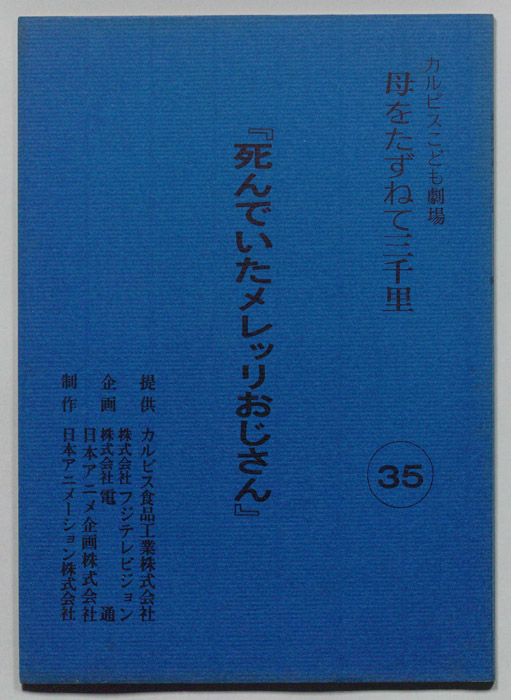 カルピスこども劇場
母をたずねて三千里
35
『死んでいたメレッリおじさん』
提供 カルピス食品工業株式会社
株式会社フジテレビジョン
企画 株式会社電通
日本アニメ企画株式会社
制作 日本アニメーション株式会社